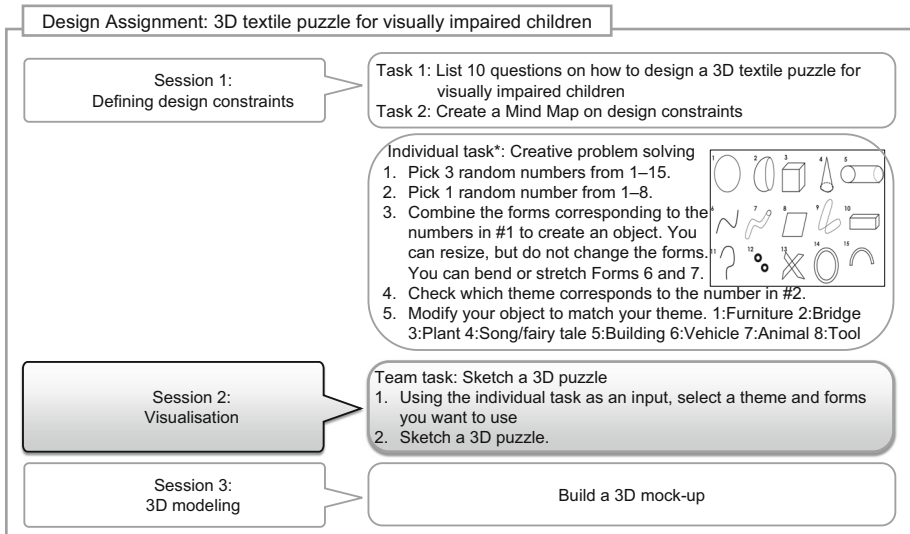 Design Assignment: 3D textile puzzle for visually impaired children
Session 1:
Defining design constraints
Task 1: List 10 questions on how to design a 3D textile puzzle for
visually impaired children
Task 2: Create a Mind Map on design constraints
Individual task*: Creative problem solving
1. Pick 3 random numbers from 1–15.
2. Pick 1 random number from 1–8.
3. Combine the forms corresponding to the
numbers in #1 to create an object. You
can resize, but do not change the forms.
You can bend or stretch Forms 6 and 7.
4. Check which theme corresponds to the number in #2.
5. Modify your object to match your theme. 1:Furniture 2:Bridge
3:Plant 4:Song/fairy tale 5:Building 6:Vehicle 7:Animal 8:Tool
1 2 3 4 5
6 7 8 9 10
11 12 13 14 15
Session 2:
Visualisation
Team task: Sketch a 3D puzzle
1. Using the individual task as an input, select a theme and forms
you want to use
2. Sketch a 3D puzzle.
Session 3:
3D modeling
Build a 3D mock-up